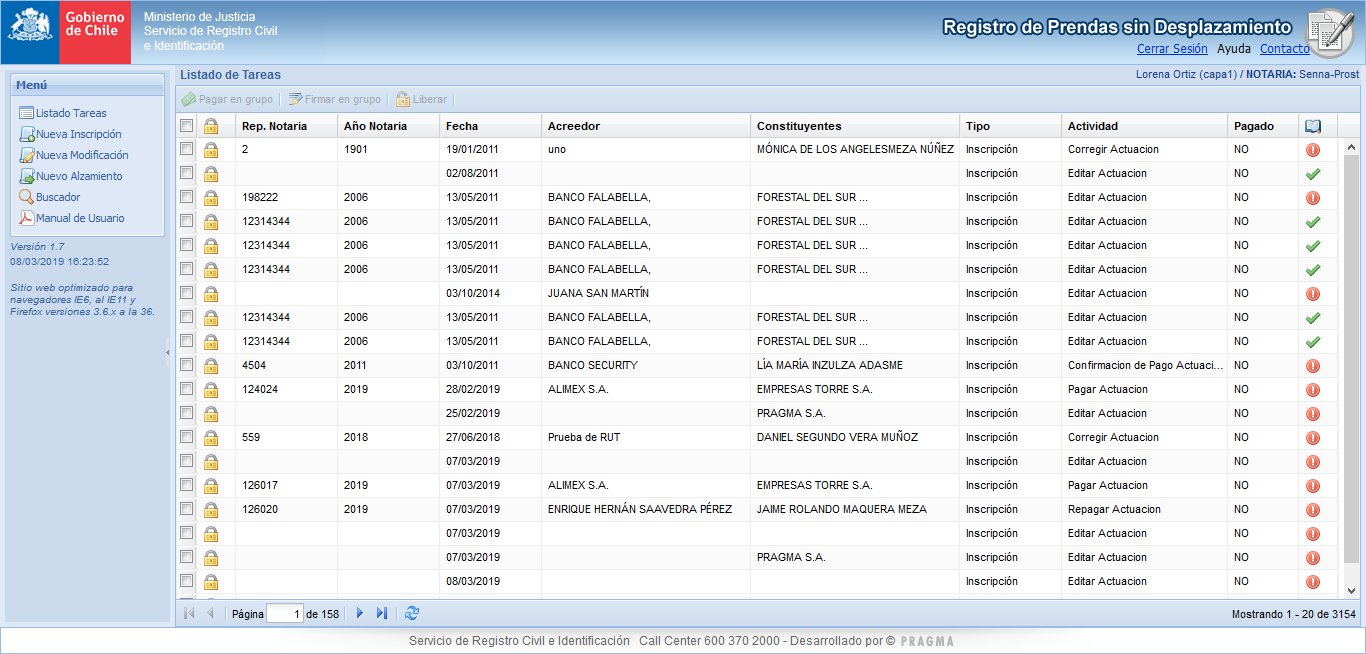 Gobierno
de Chile
Ministerio de Justicia
Servicio de Registro Civil
e Identificación
Registro de Prendas sin Desplazamiento
Cerrar Sesión Ayuda Contacto
Menú
Listado Tareas
Nueva Inscripción
Nueva Modificación
Nuevo Alzamiento
Buscador
Manual de Usuario
Versión 1.7
08/03/2019 16:23:52
Sitio web optimizado para
navegadores IE6, al IE11 y
Firefox versiones 3.6.x a la 36.
Listado de Tareas
Lorena Ortiz (capa1) / NOTARIA: Senna-Prost
Pagar en grupo Firmar en grupo Liberar
Rep. Notaria Año Notaria Fecha Acreedor Constituyentes Tipo Actividad Pagado
2 1901 19/01/2011 uno MÓNICA DE LOS ANGELESMEZA NÚÑEZ Inscripción Corregir Actuacion NO
02/08/2011 Inscripción Editar Actuacion NO
198222 2006 13/05/2011 BANCO FALABELLA, FORESTAL DEL SUR ... Inscripción Editar Actuacion NO
12314344 2006 13/05/2011 BANCO FALABELLA, FORESTAL DEL SUR ... Inscripción Editar Actuacion NO
12314344 2006 13/05/2011 BANCO FALABELLA, FORESTAL DEL SUR ... Inscripción Editar Actuacion NO
12314344 2006 13/05/2011 BANCO FALABELLA, FORESTAL DEL SUR ... Inscripción Editar Actuacion NO
03/10/2014 JUANA SAN MARTÍN Inscripción Editar Actuacion NO
12314344 2006 13/05/2011 BANCO FALABELLA, FORESTAL DEL SUR ... Inscripción Editar Actuacion NO
12314344 2006 13/05/2011 BANCO FALABELLA, FORESTAL DEL SUR ... Inscripción Editar Actuacion NO
4504 2011 03/10/2011 BANCO SECURITY LÍA MARÍA INZULZA ADASME Inscripción Confirmacion de Pago Actuaci... NO
124024 2019 28/02/2019 ALIMEX S.A. EMPRESAS TORRE S.A. Inscripción Pagar Actuacion NO
25/02/2019 PRAGMA S.A. Inscripción Editar Actuacion NO
559 2018 27/06/2018 Prueba de RUT DANIEL SEGUNDO VERA MUÑOZ Inscripción Corregir Actuacion NO
07/03/2019 Inscripción Editar Actuacion NO
126017 2019 07/03/2019 ALIMEX S.A. EMPRESAS TORRE S.A. Inscripción Pagar Actuacion NO
126020 2019 07/03/2019 ENRIQUE HERNÁN SAAVEDRA PÉREZ JAIME ROLANDO MAQUERA MEZA Inscripción Repagar Actuacion NO
07/03/2019 Inscripción Editar Actuacion NO
07/03/2019 PRAGMA S.A. Inscripción Editar Actuacion NO
08/03/2019 Inscripción Editar Actuacion NO
Página 1 de 158 Mostrando 1 - 20 de 3154
Servicio de Registro Civil e Identificación Call Center 600 370 2000 - Desarrollado por © PRAGMA